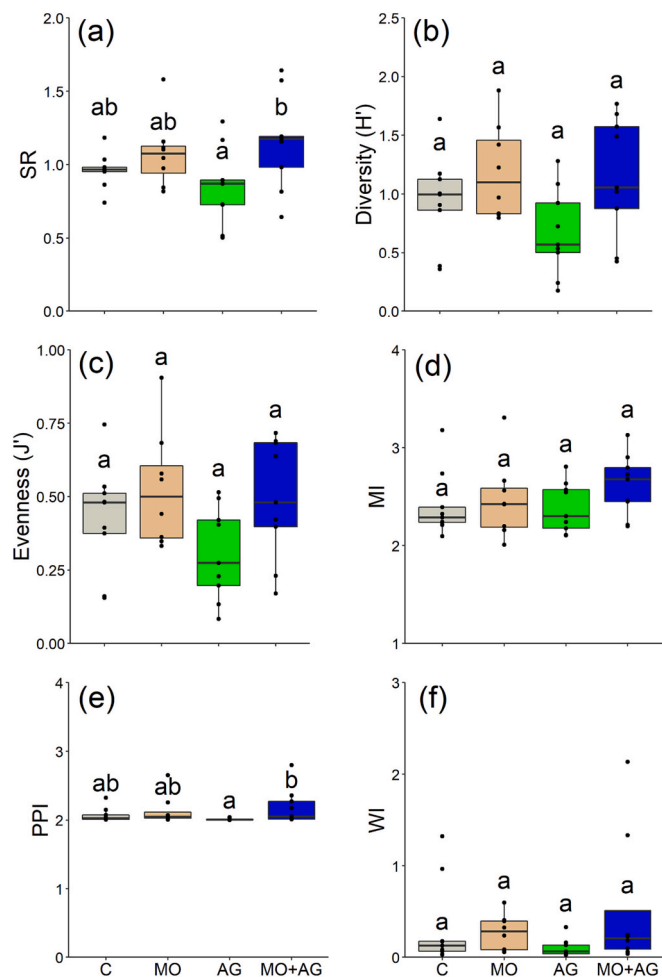 (a)
SR
2.0
1.5
1.0
0.5
0.0
ab
ab
a
b
(b)
Diversity (H')
2.5
2.0
1.5
1.0
0.5
0.0
a
a
a
a
(c)
Evenness (J')
1.00
0.75
0.50
0.25
0.00
a
a
a
a
(d)
MI
4
3
2
1
a
a
a
a
(e)
PPI
4
3
2
1
0
ab
ab
a
b
C MO AG MO+AG
(f)
WI
3
2
1
0
a
a
a
a
C MO AG MO+AG